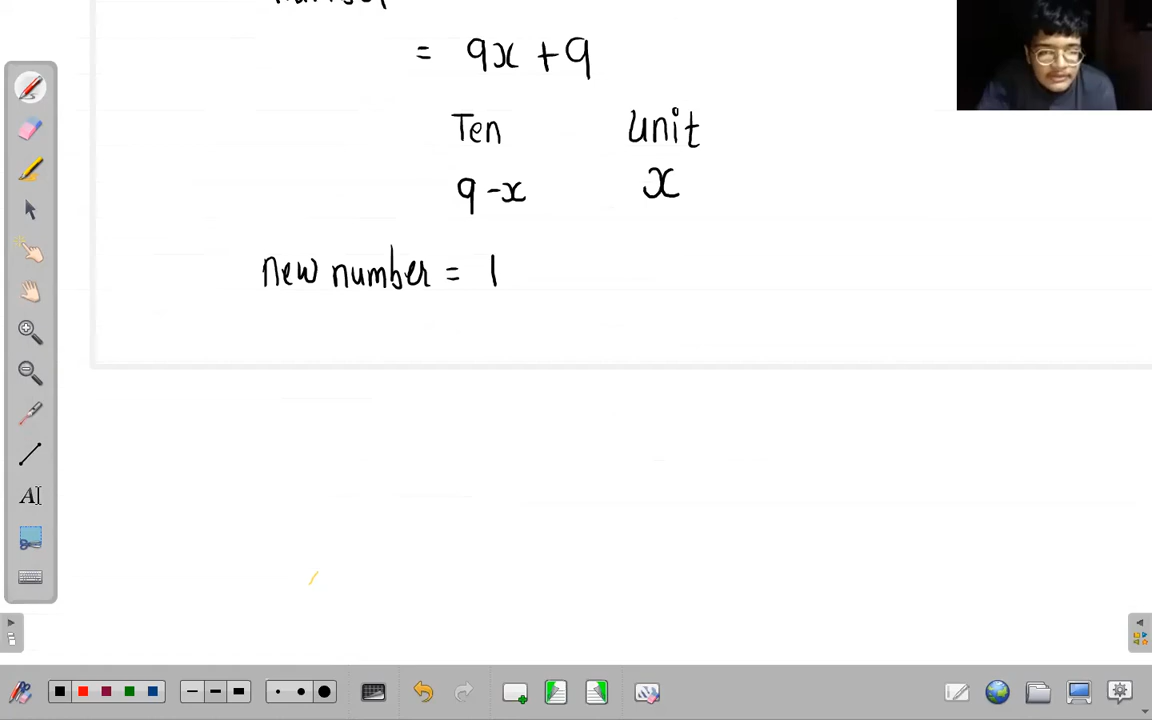 = 9x + 9
Ten Unit
9 - x x
new number = 1